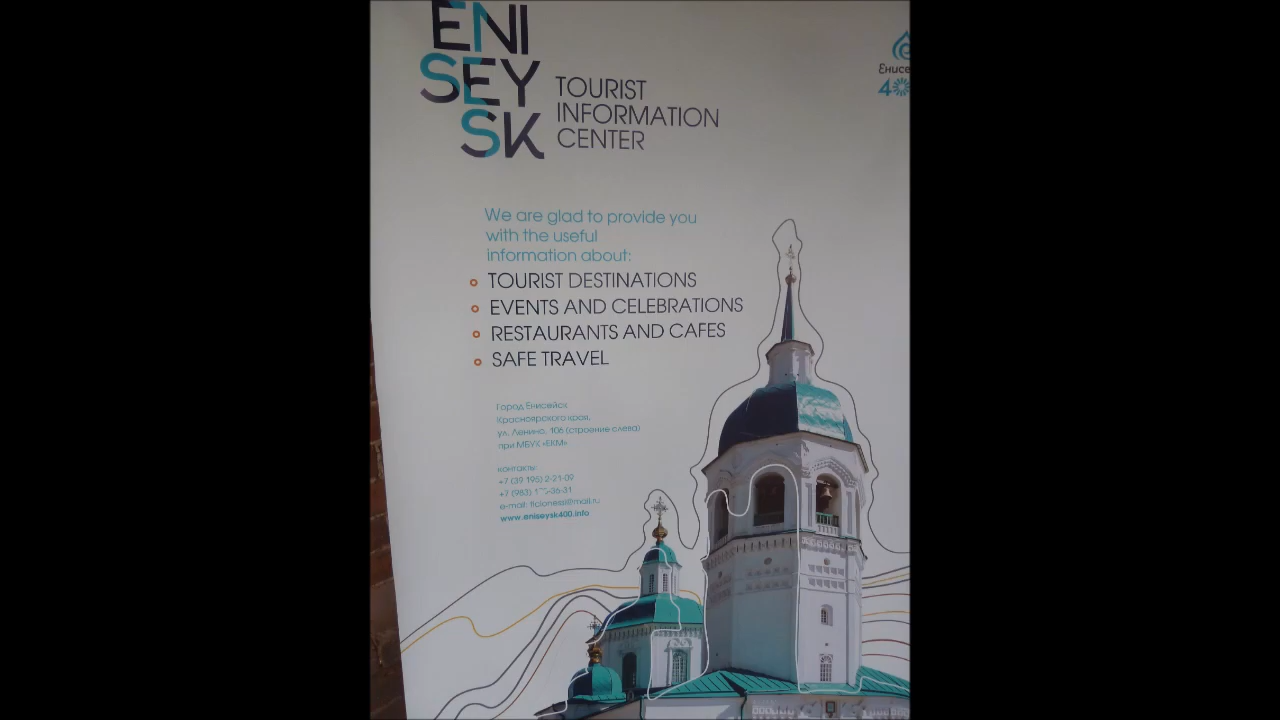 ENI
SEY
SK
TOURIST
INFORMATION
CENTER
Енисе
40
We are glad to provide you
with the useful
information about:
TOURIST DESTINATIONS
EVENTS AND CELEBRATIONS
RESTAURANTS AND CAFES
SAFE TRAVEL
Город Енисейск
Красноярского края,
ул. Ленина, 106 (строение слева)
при МБУК «ЕКМ»
контакты:
+7 (39 195) 2-21-09
+7 (983)
e-mail:
www.eniseysk400.info